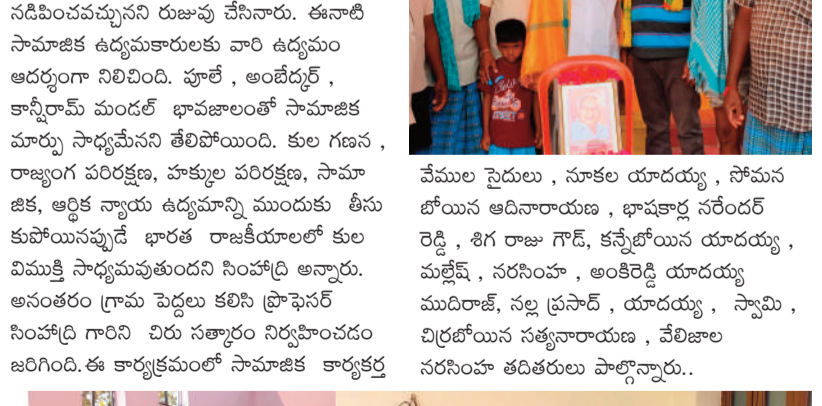 నడిపించవచ్చునని రుజువు చేసినారు. ఈనాటి
సామాజిక ఉద్యమకారులకు వారి ఉద్యమం
ఆదర్శంగా నిలిచింది. పూలే , అంబేద్కర్ ,
కాన్షీరామ్ మండల్ భావజాలంతో సామాజిక
మార్పు సాధ్యమేనని తేలిపోయింది. కుల గణన ,
రాజ్యంగ పరిరక్షణ, హక్కుల పరిరక్షణ, సామా
జిక, ఆర్థిక న్యాయ ఉద్యమాన్ని ముందుకు తీసు
కుపోయినప్పుడే భారత రాజకీయాలలో కుల
విముక్తి సాధ్యమవుతుందని సింహాద్రి అన్నారు.
అనంతరం గ్రామ పెద్దలు కలిసి ప్రొఫెసర్
సింహాద్రి గారిని చిరు సత్కారం నిర్వహించడం
జరిగింది.ఈ కార్యక్రమంలో సామాజిక కార్యకర్త
వేముల సైదులు , నూకల యాదయ్య , సోమన
బోయిన ఆదినారాయణ , భాషకార్ల నరేందర్
రెడ్డి , శిగ రాజు గౌడ్, కన్నేబోయిన యాదయ్య ,
మల్లేష్ , నరసింహ , అంకిరెడ్డి యాదయ్య
ముదిరాజ్, నల్ల ప్రసాద్ , యాదయ్య , స్వామి ,
చిర్రబోయిన సత్యనారాయణ , వేలిజాల
నరసింహ తదితరులు పాల్గొన్నారు..